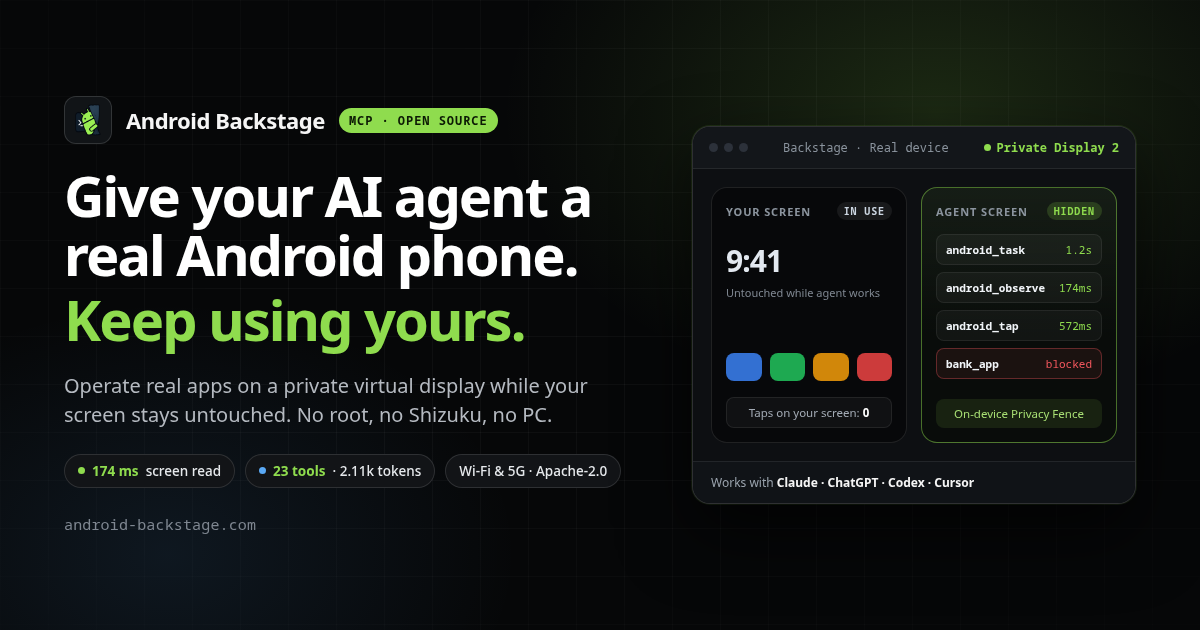 Android Backstage
MCP · OPEN SOURCE
Give your AI agent a
real Android phone.
Keep using yours.
Operate real apps on a private virtual display while your
screen stays untouched. No root, no Shizuku, no PC.
174 ms screen read
23 tools · 2.11k tokens
Wi-Fi & 5G · Apache-2.0
android-backstage.com
Backstage · Real device
Private Display 2
YOUR SCREEN
IN USE
9:41
Untouched while agent works
Taps on your screen: 0
AGENT SCREEN
HIDDEN
android_task 1.2s
android_observe 174ms
android_tap 572ms
bank_app blocked
On-device Privacy Fence
Works with Claude · ChatGPT · Codex · Cursor